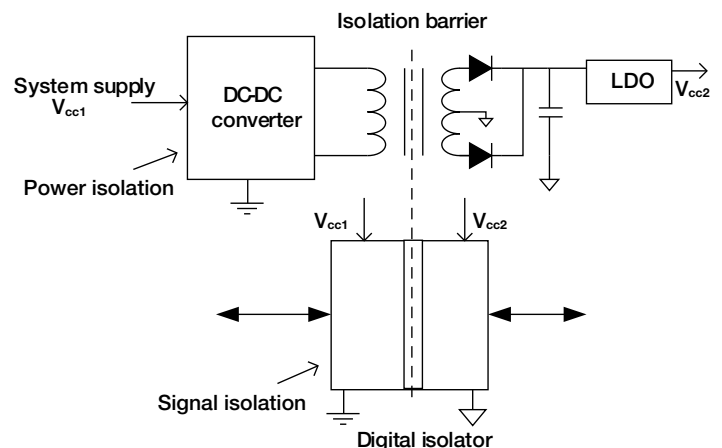 Isolation barrier
System supply
Vcc1
DC-DC
converter
LDO
Vcc2
Power isolation
Vcc1
Vcc2
Signal isolation
Digital isolator